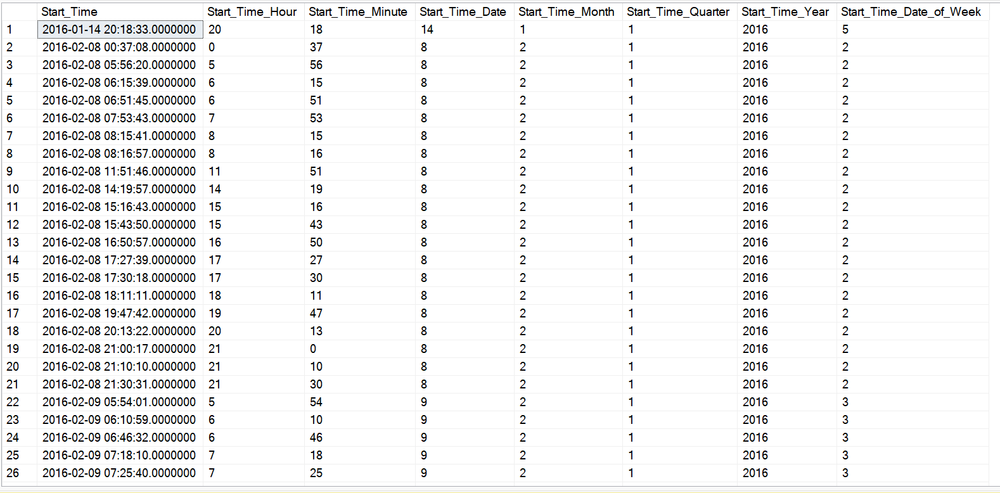 Start_Time Start_Time_Hour Start_Time_Minute Start_Time_Date Start_Time_Month Start_Time_Quarter Start_Time_Year Start_Time_Date_of_Week
1 2016-01-14 20:18:33.0000000 20 18 14 1 1 2016 5
2 2016-02-08 00:37:08.0000000 0 37 8 2 1 2016 2
3 2016-02-08 05:56:20.0000000 5 56 8 2 1 2016 2
4 2016-02-08 06:15:39.0000000 6 15 8 2 1 2016 2
5 2016-02-08 06:51:45.0000000 6 51 8 2 1 2016 2
6 2016-02-08 07:53:43.0000000 7 53 8 2 1 2016 2
7 2016-02-08 08:15:41.0000000 8 15 8 2 1 2016 2
8 2016-02-08 08:16:57.0000000 8 16 8 2 1 2016 2
9 2016-02-08 11:51:46.0000000 11 51 8 2 1 2016 2
10 2016-02-08 14:19:57.0000000 14 19 8 2 1 2016 2
11 2016-02-08 15:16:43.0000000 15 16 8 2 1 2016 2
12 2016-02-08 15:43:50.0000000 15 43 8 2 1 2016 2
13 2016-02-08 16:50:57.0000000 16 50 8 2 1 2016 2
14 2016-02-08 17:27:39.0000000 17 27 8 2 1 2016 2
15 2016-02-08 17:30:18.0000000 17 30 8 2 1 2016 2
16 2016-02-08 18:11:11.0000000 18 11 8 2 1 2016 2
17 2016-02-08 19:47:42.0000000 19 47 8 2 1 2016 2
18 2016-02-08 20:13:22.0000000 20 13 8 2 1 2016 2
19 2016-02-08 21:00:17.0000000 21 0 8 2 1 2016 2
20 2016-02-08 21:10:10.0000000 21 10 8 2 1 2016 2
21 2016-02-08 21:30:31.0000000 21 30 8 2 1 2016 2
22 2016-02-09 05:54:01.0000000 5 54 9 2 1 2016 3
23 2016-02-09 06:10:59.0000000 6 10 9 2 1 2016 3
24 2016-02-09 06:46:32.0000000 6 46 9 2 1 2016 3
25 2016-02-09 07:18:10.0000000 7 18 9 2 1 2016 3
26 2016-02-09 07:25:40.0000000 7 25 9 2 1 2016 3